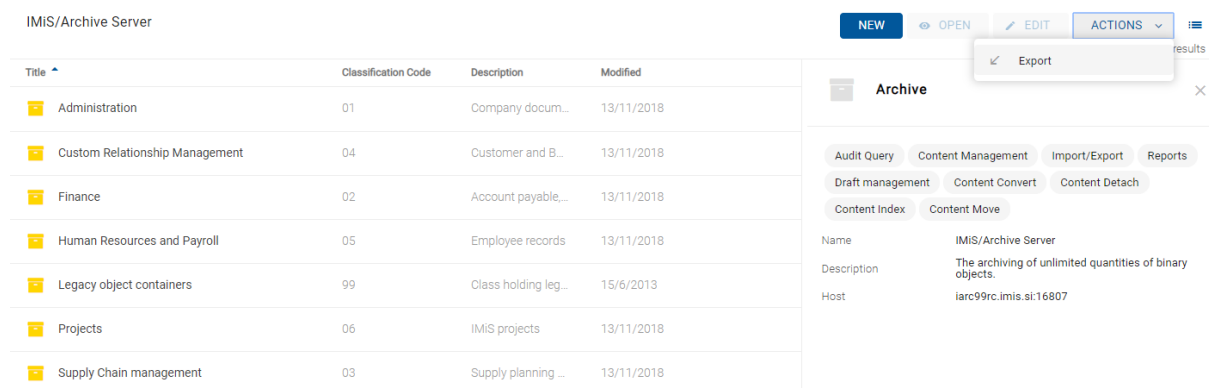 IMiS/Archive Server
NEW OPEN EDIT ACTIONS
results
Export
Title Classification Code Description Modified
Administration 01 Company docum... 13/11/2018
Custom Relationship Management 04 Customer and B... 13/11/2018
Finance 02 Account payable,... 13/11/2018
Human Resources and Payroll 05 Employee records 13/11/2018
Legacy object containers 99 Class holding leg... 15/6/2013
Projects 06 IMiS projects 13/11/2018
Supply Chain management 03 Supply planning ... 13/11/2018
Archive
Audit Query Content Management Import/Export Reports
Draft management Content Convert Content Detach
Content Index Content Move
Name IMiS/Archive Server
Description The archiving of unlimited quantities of binary
objects.
Host iarc99rc.imis.si:16807